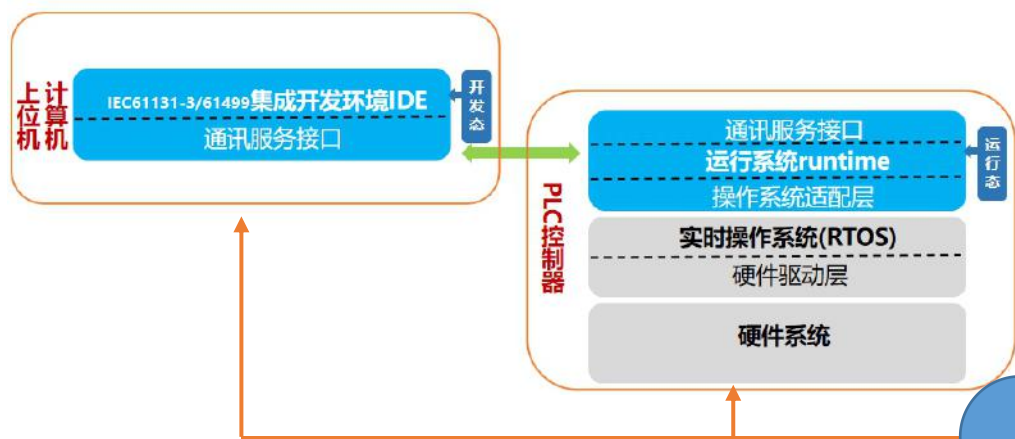 上位机
计算机
IEC61131-3/61499集成开发环境IDE
通讯服务接口
开发态
PLC控制器
通讯服务接口
运行系统runtime
操作系统适配层
运行态
实时操作系统(RTOS)
硬件驱动层
硬件系统